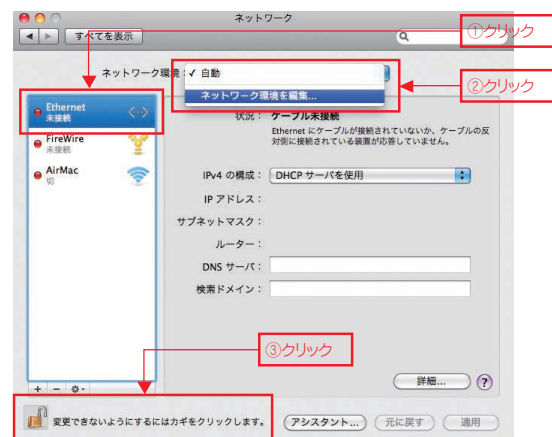 ネットワーク
すべてを表示
①クリック
ネットワーク環境：✓ 自動
ネットワーク環境を編集...
②クリック
Ethernet
未接続
FireWire
未接続
AirMac
切
状況：ケーブル未接続
Ethernet にケーブルが接続されていないか、ケーブルの反
対側に接続されている装置が応答していません。
IPv4 の構成：DHCP サーバを使用
IP アドレス：
サブネットマスク：
ルーター：
DNS サーバ：
検索ドメイン：
③クリック
詳細...
?
+ −
変更できないようにするにはカギをクリックします。
アシスタント... 元に戻す 適用